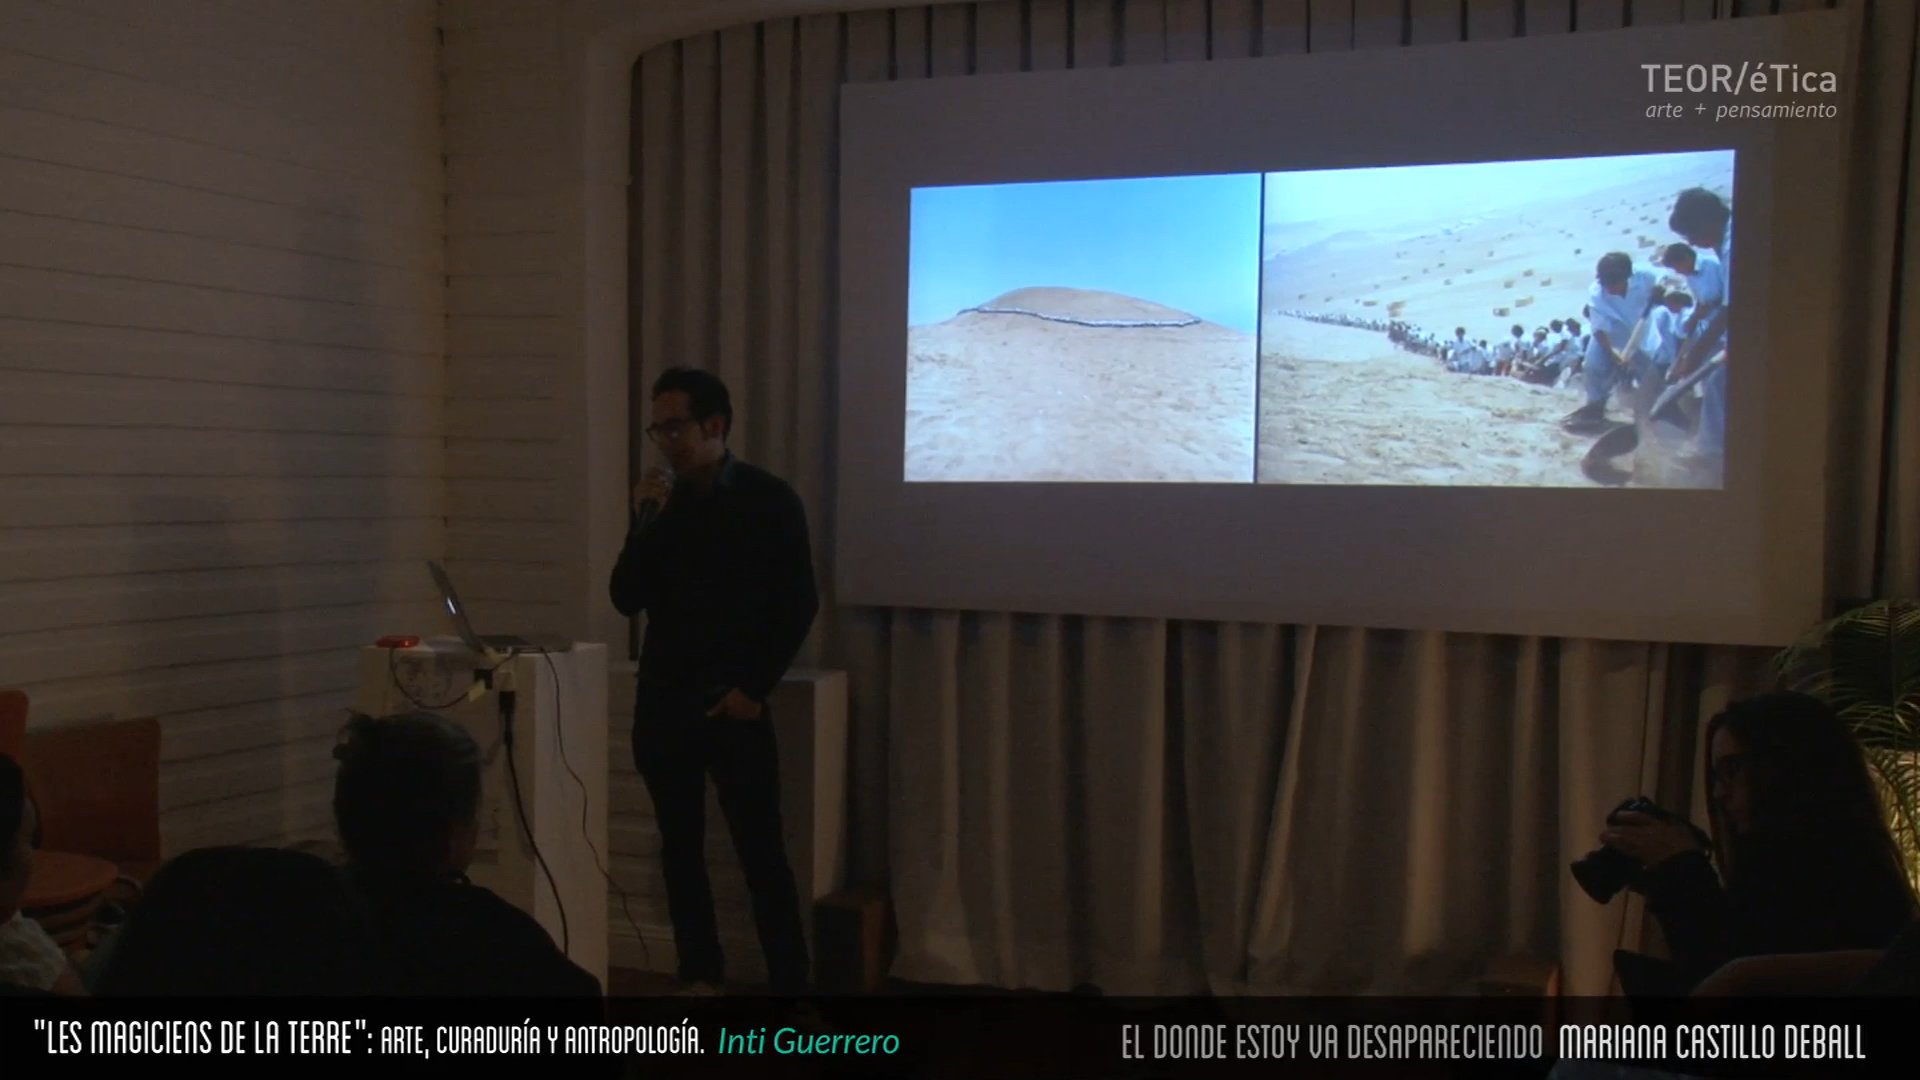 TEOR/éTica
arte + pensamiento
"LES MAGICIENS DE LA TERRE": ARTE, CURADURÍA Y ANTROPOLOGÍA. Inti Guerrero
EL DONDE ESTOY VA DESAPARECIENDO MARIANA CASTILLO DEBALL